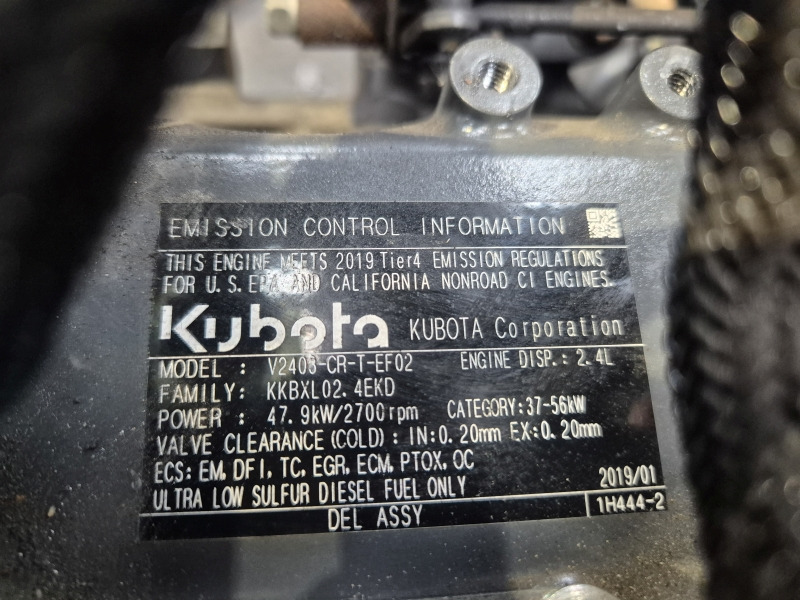 EMISSION CONTROL INFORMATION
THIS ENGINE MEETS 2019 Tier4 EMISSION REGULATIONS
FOR U.S. EPA AND CALIFORNIA NONROAD CI ENGINES.
Kubota KUBOTA Corporation
MODEL : V2403-CR-T-EF02 ENGINE DISP.: 2.4L
FAMILY: KKBXL02.4EKD
POWER : 47.9kW/2700rpm CATEGORY:37-56kW
VALVE CLEARANCE(COLD): IN:0.20mm EX:0.20mm
ECS: EM, DFI, TC, EGR, ECM, PTOX, OC
ULTRA LOW SULFUR DIESEL FUEL ONLY 2019/01
DEL ASSY 1H444-2